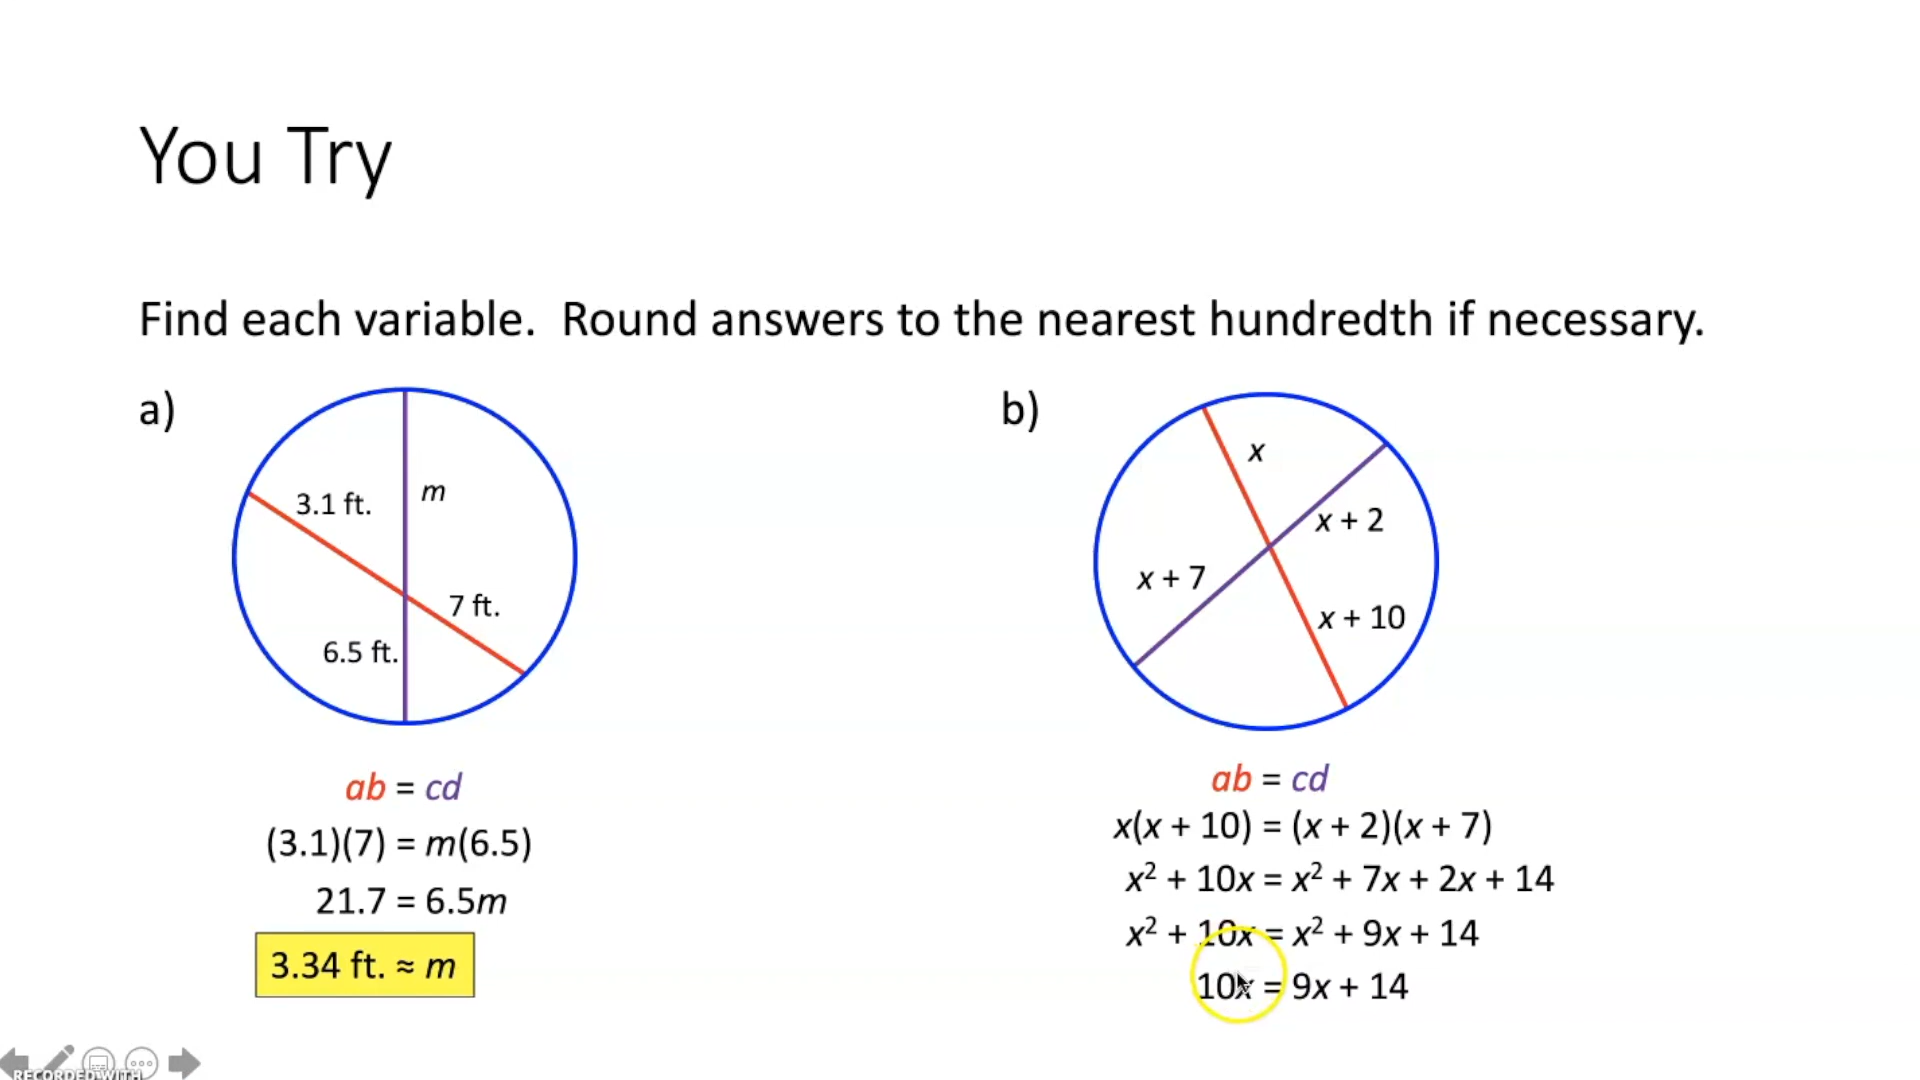 You Try
Find each variable. Round answers to the nearest hundredth if necessary.
a)
3.1 ft.
m
7 ft.
6.5 ft.
ab = cd
(3.1)(7) = m(6.5)
21.7 = 6.5m
3.34 ft. ≈ m
b)
x
x + 2
x + 7
x + 10
ab = cd
x(x + 10) = (x + 2)(x + 7)
x² + 10x = x² + 7x + 2x + 14
x² + 10x = x² + 9x + 14
10x = 9x + 14
RECORDED WITH